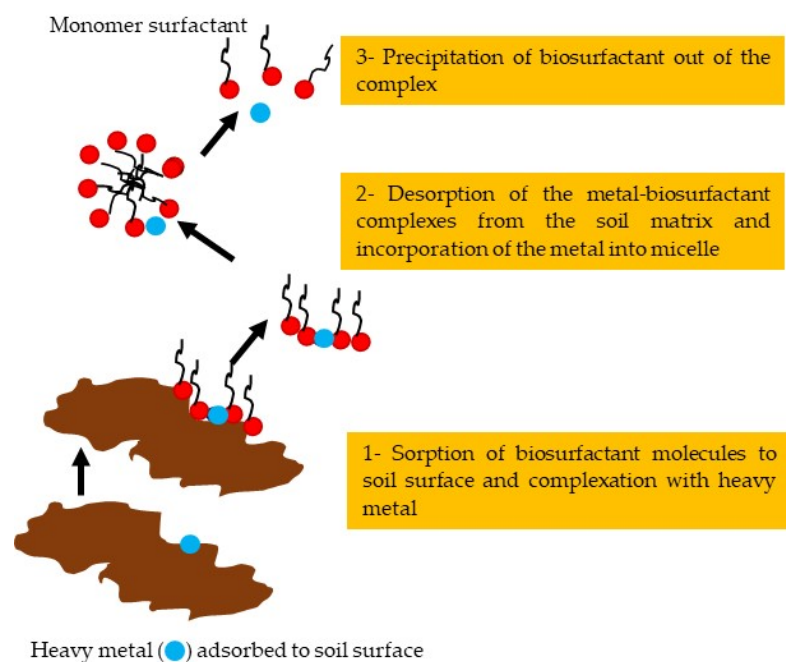 Monomer surfactant
3- Precipitation of biosurfactant out of the
complex
2- Desorption of the metal-biosurfactant
complexes from the soil matrix and
incorporation of the metal into micelle
1- Sorption of biosurfactant molecules to
soil surface and complexation with heavy
metal
Heavy metal () adsorbed to soil surface